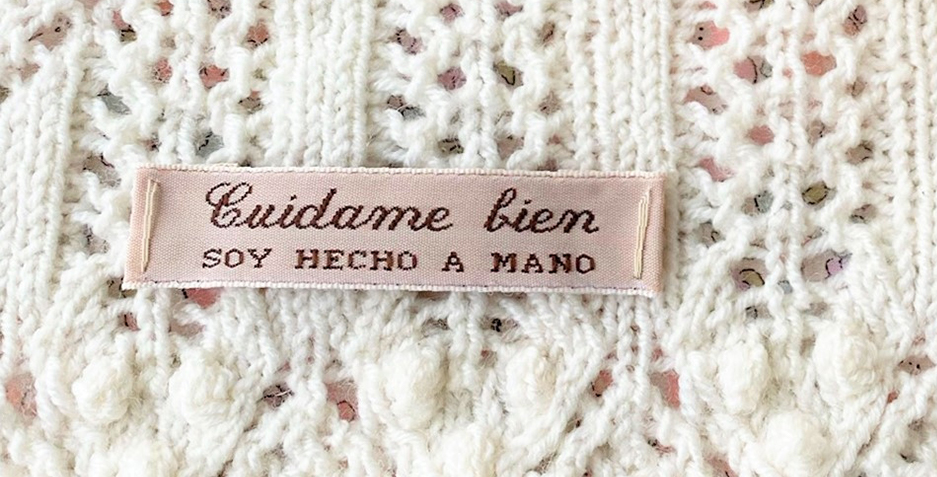 Cuidame bien
SOY HECHO A MANO